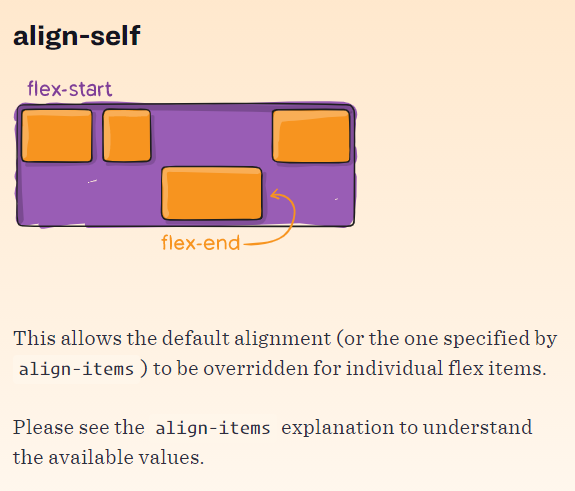 align-self
flex-start
flex-end
This allows the default alignment (or the one specified by
align-items) to be overridden for individual flex items.
Please see the align-items explanation to understand
the available values.